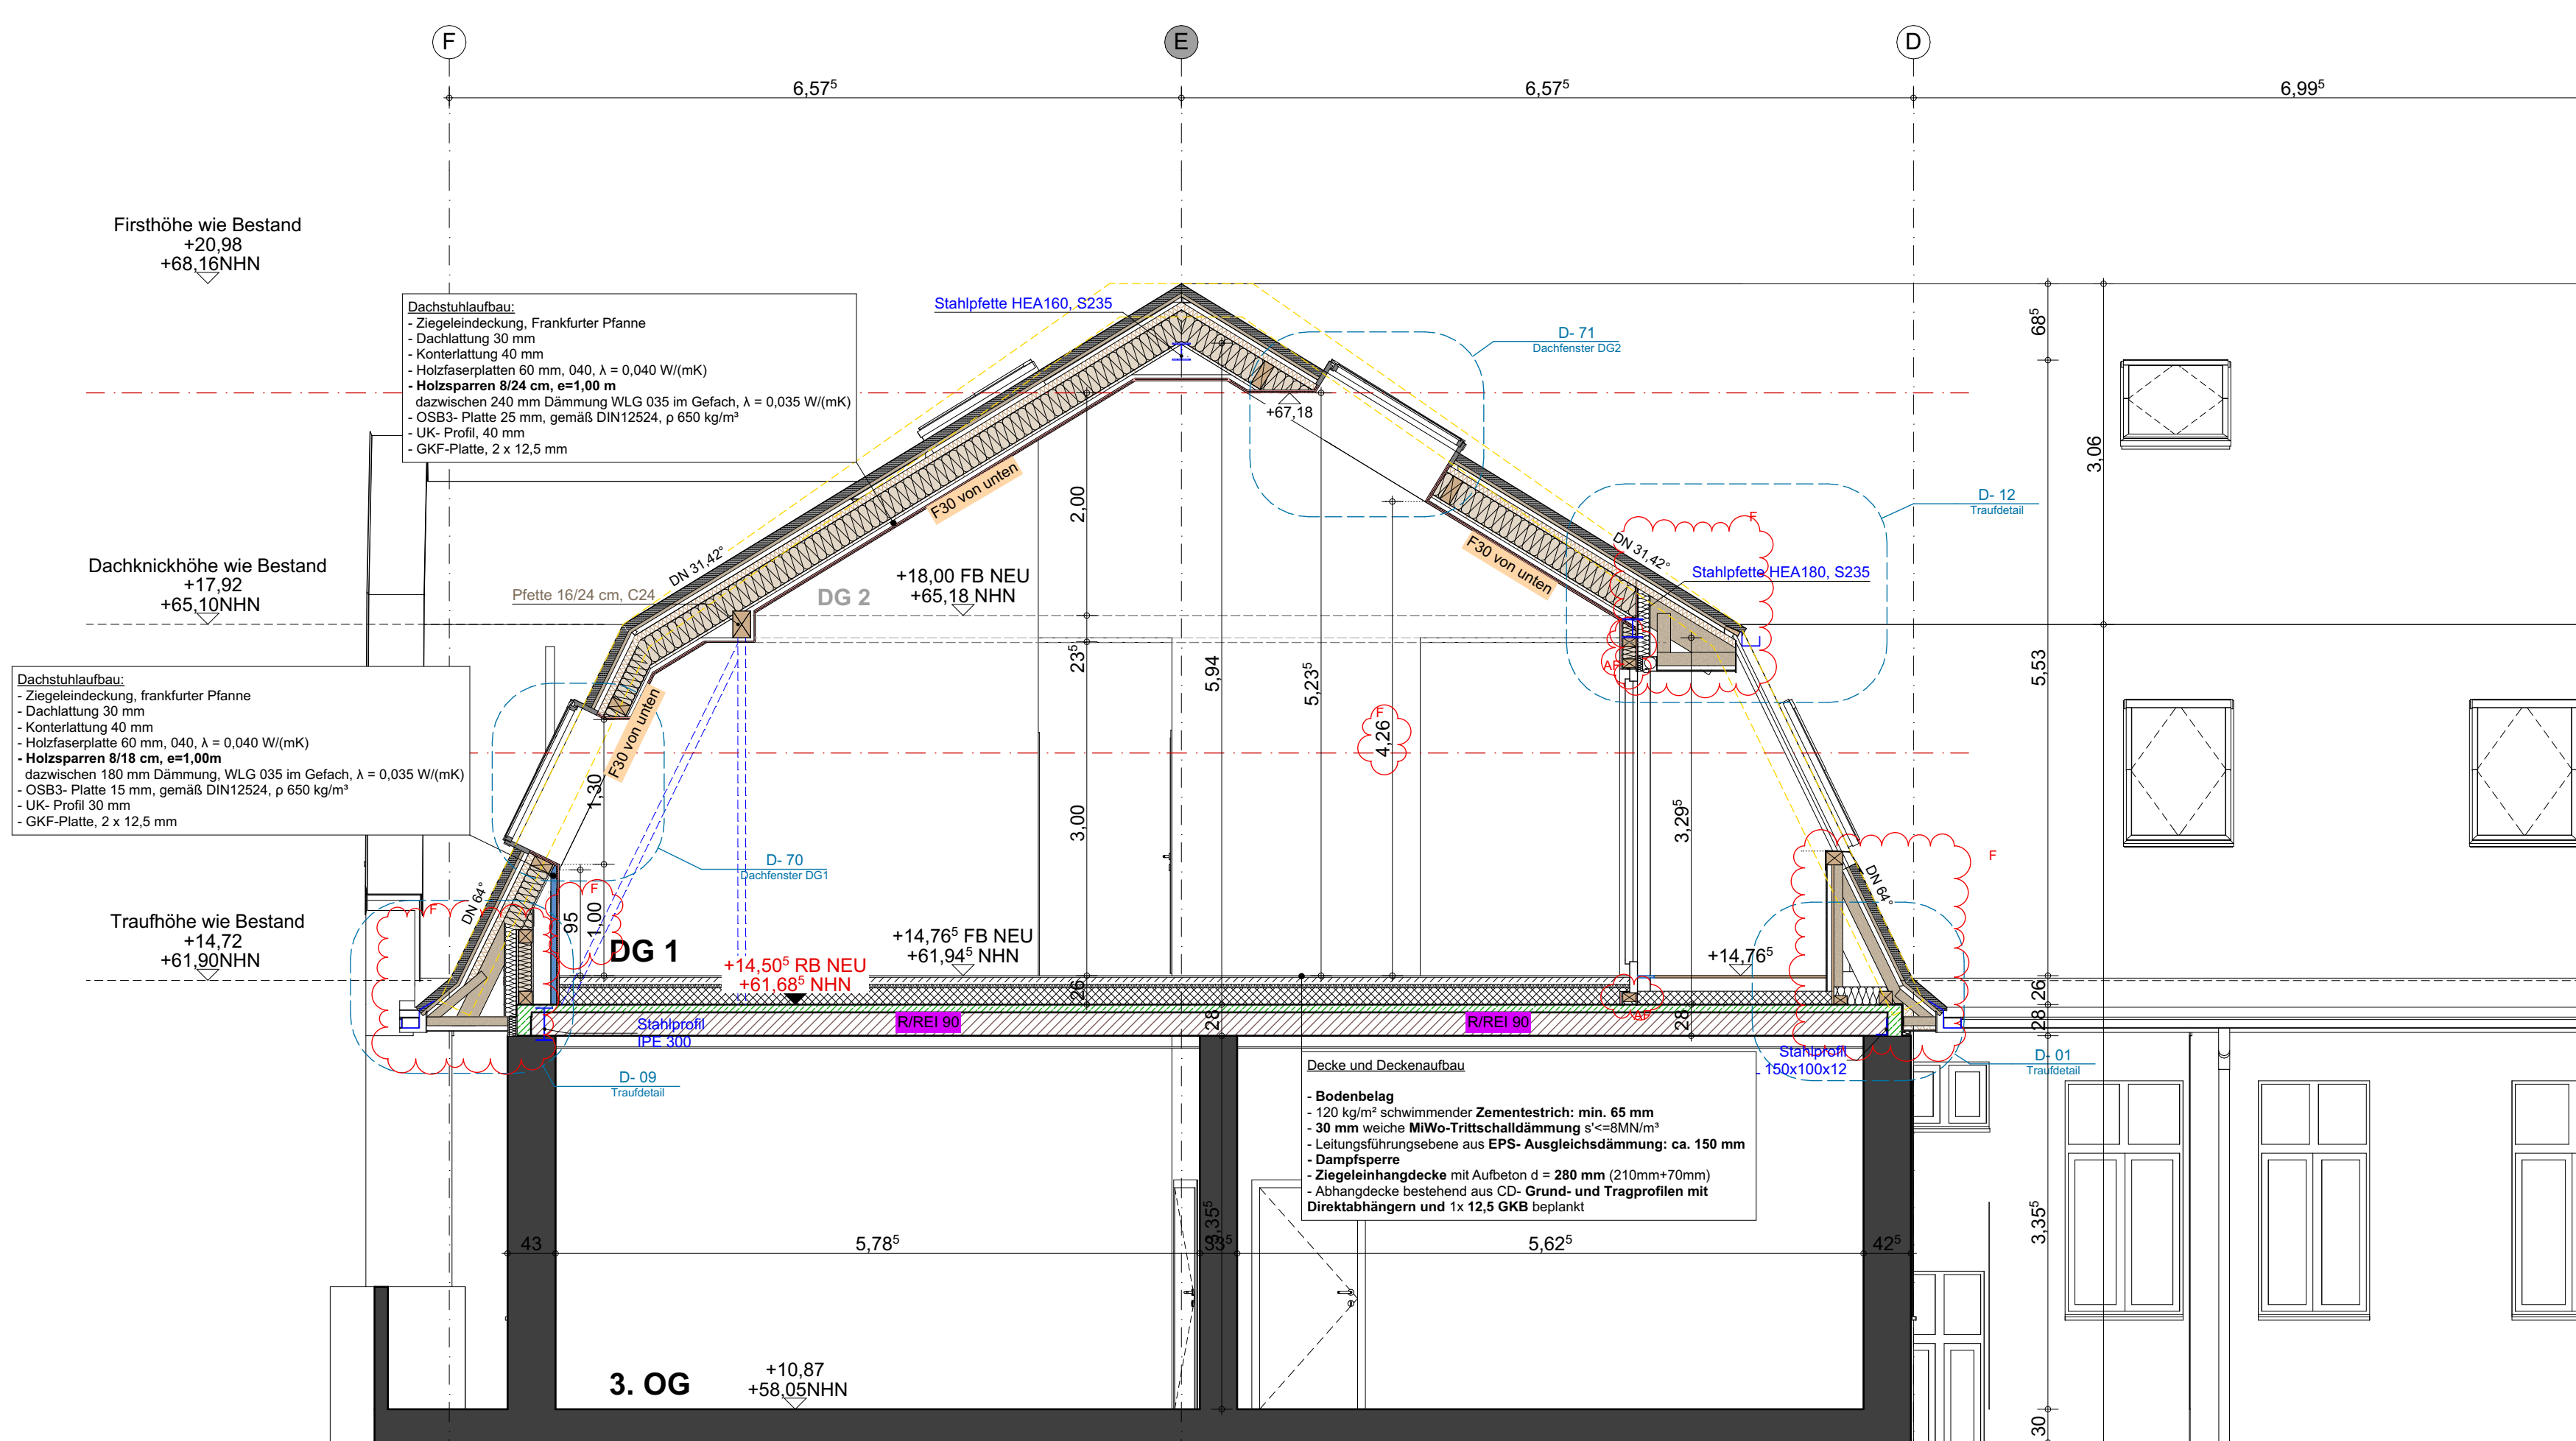 F
E
D
6,57⁵
6,57⁵
6,99⁵
Firsthöhe wie Bestand
+20,98
+68,16NHN
Dachstuhlaufbau:
- Ziegeleindeckung, Frankfurter Pfanne
- Dachlattung 30 mm
- Konterlattung 40 mm
- Holzfaserplatten 60 mm, 040, λ = 0,040 W/(mK)
- Holzsparren 8/24 cm, e=1,00 m
dazwischen 240 mm Dämmung WLG 035 im Gefach, λ = 0,035 W/(mK)
- OSB3- Platte 25 mm, gemäß DIN12524, ρ 650 kg/m³
- UK- Profil, 40 mm
- GKF-Platte, 2 x 12,5 mm
Stahlpfette HEA160, S235
D- 71
Dachfenster DG2
68⁵
+67,18
3,06
F30 von unten
2,00
D- 12
Traufdetail
F
DN 31,42°
DN 31,42°
F30 von unten
Stahlpfette HEA180, S235
Dachknickhöhe wie Bestand
+17,92
+65,10NHN
Pfette 16/24 cm, C24
DG 2
+18,00 FB NEU
+65,18 NHN
23⁵
5,94
5,23⁵
5,53
AF
Dachstuhlaufbau:
- Ziegeleindeckung, frankfurter Pfanne
- Dachlattung 30 mm
- Konterlattung 40 mm
- Holzfaserplatte 60 mm, 040, λ = 0,040 W/(mK)
- Holzsparren 8/18 cm, e=1,00m
dazwischen 180 mm Dämmung, WLG 035 im Gefach, λ = 0,035 W/(mK)
- OSB3- Platte 15 mm, gemäß DIN12524, ρ 650 kg/m³
- UK- Profil 30 mm
- GKF-Platte, 2 x 12,5 mm
F30 von unten
1,30
F
4,26
3,00
3,29⁵
D- 70
Dachfenster DG1
F
DN 64°
DN 64°
F
F
95
1,00
Traufhöhe wie Bestand
+14,72
+61,90NHN
DG 1
+14,50⁵ RB NEU
+61,68⁵ NHN
+14,76⁵ FB NEU
+61,94⁵ NHN
+14,76⁵
26
26
28
28
28
AF
R/REI 90
R/REI 90
Stahlprofil
IPE 300
Stahlprofil
L 150x100x12
D- 09
Traufdetail
D- 01
Traufdetail
Decke und Deckenaufbau
- Bodenbelag
- 120 kg/m² schwimmender Zementestrich: min. 65 mm
- 30 mm weiche MiWo-Trittschalldämmung s'<=8MN/m³
- Leitungsführungsebene aus EPS- Ausgleichsdämmung: ca. 150 mm
- Dampfsperre
- Ziegeleinhangdecke mit Aufbeton d = 280 mm (210mm+70mm)
- Abhangdecke bestehend aus CD- Grund- und Tragprofilen mit
Direktabhängern und 1x 12,5 GKB beplankt
3,35⁵
3,35⁵
43
5,78⁵
33⁵
5,62⁵
42⁵
3. OG
+10,87
+58,05NHN
30